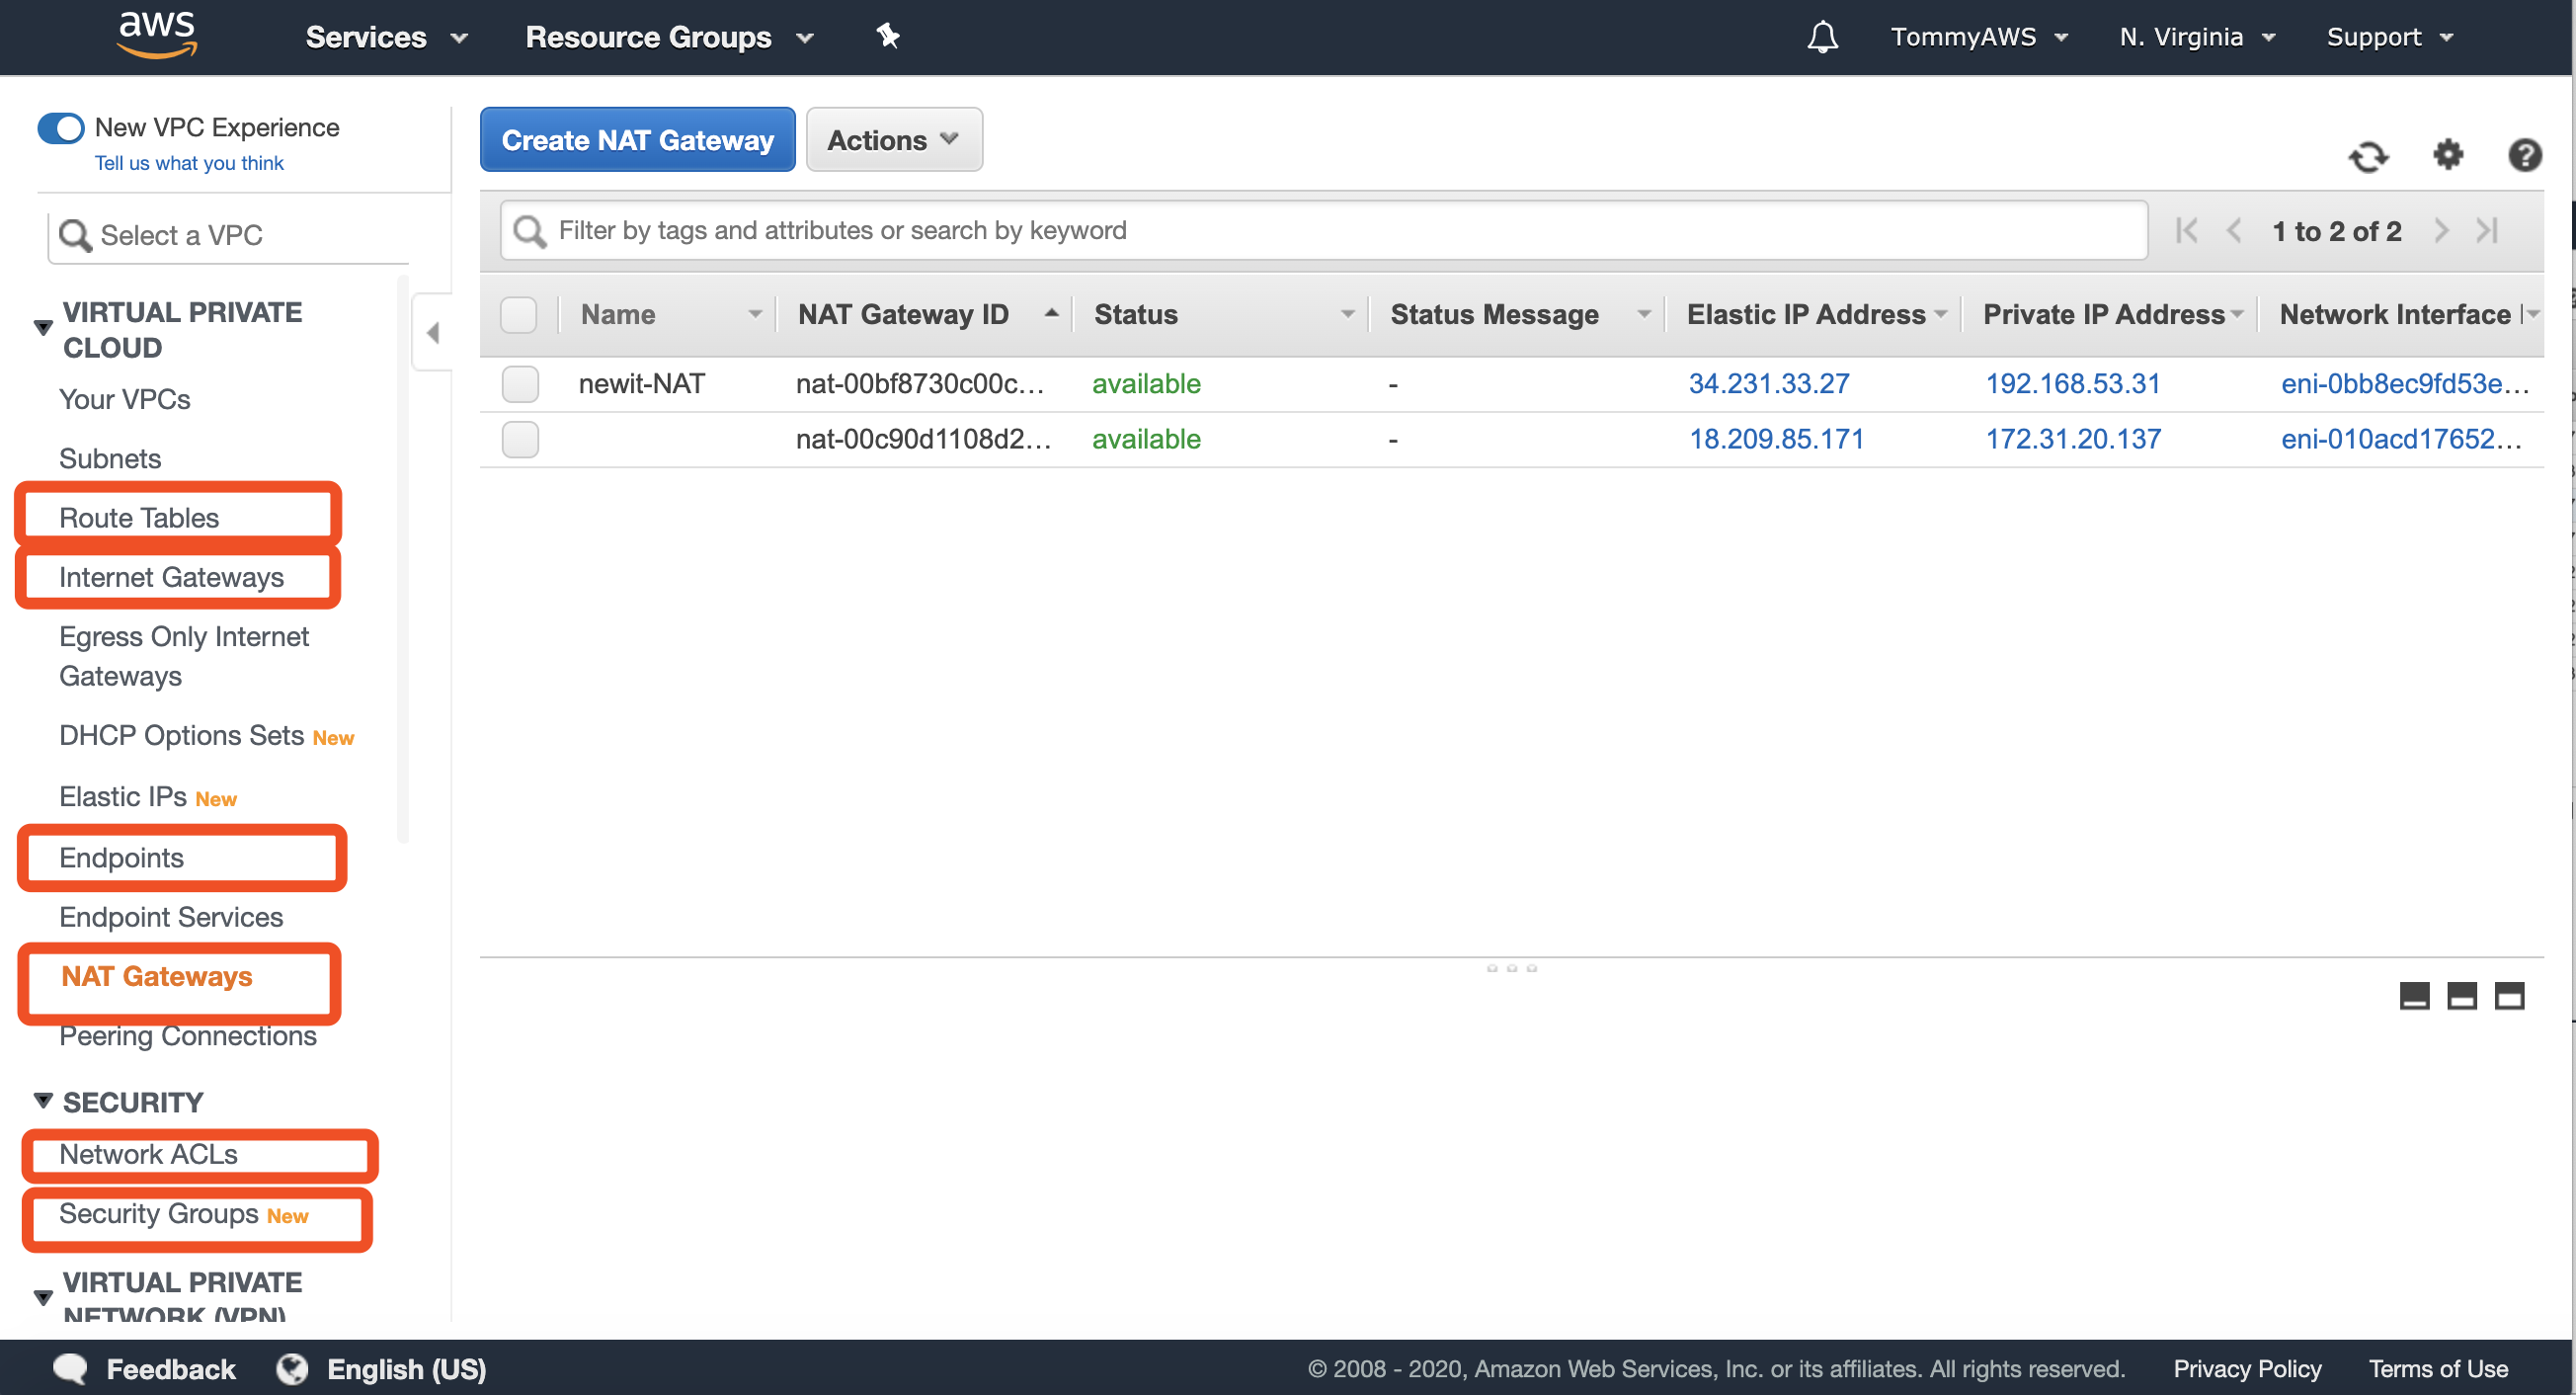 aws
Services
Resource Groups
TommyAWS
N. Virginia
Support
New VPC Experience
Tell us what you think
Select a VPC
VIRTUAL PRIVATE
CLOUD
Your VPCs
Subnets
Route Tables
Internet Gateways
Egress Only Internet
Gateways
DHCP Options Sets New
Elastic IPs New
Endpoints
Endpoint Services
NAT Gateways
Peering Connections
SECURITY
Network ACLs
Security Groups New
VIRTUAL PRIVATE
NETWORK (VPN)
Create NAT Gateway
Actions
Filter by tags and attributes or search by keyword
1 to 2 of 2
Name NAT Gateway ID Status Status Message Elastic IP Address Private IP Address Network Interface
newit-NAT nat-00bf8730c00c... available - 34.231.33.27 192.168.53.31 eni-0bb8ec9fd53e...
nat-00c90d1108d2... available - 18.209.85.171 172.31.20.137 eni-010acd17652...
Feedback
English (US)
© 2008 - 2020, Amazon Web Services, Inc. or its affiliates. All rights reserved.
Privacy Policy
Terms of Use